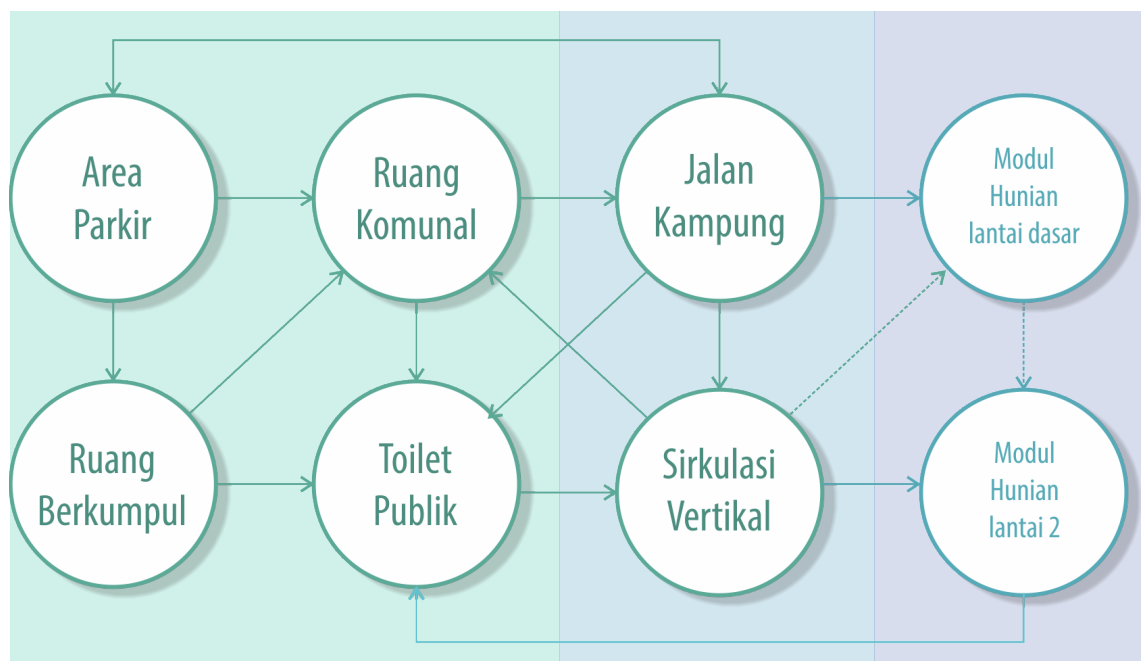 Area
Parkir
Ruang
Komunal
Jalan
Kampung
Modul
Hunian
lantai dasar
Ruang
Berkumpul
Toilet
Publik
Sirkulasi
Vertikal
Modul
Hunian
lantai 2